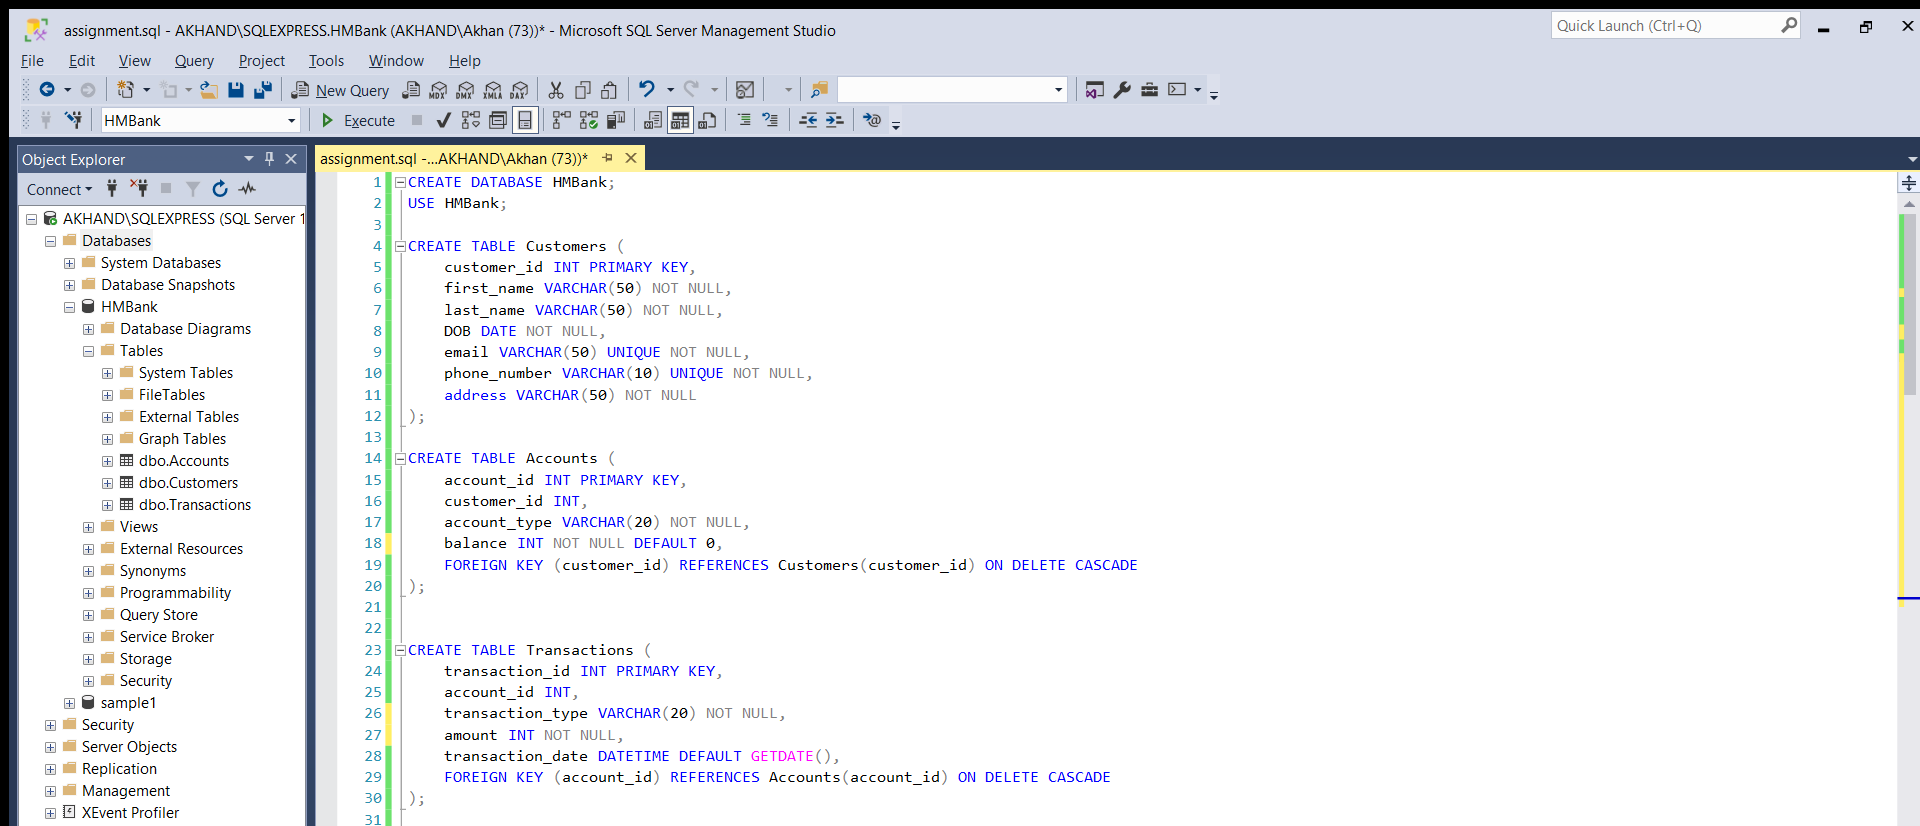 assignment.sql - AKHAND\SQLEXPRESS.HMBank (AKHAND\Akhan (73))* - Microsoft SQL Server Management Studio
Quick Launch (Ctrl+Q)
File Edit View Query Project Tools Window Help
New Query MDX DMX XMLA DAX
HMBank Execute
Object Explorer
Connect
AKHAND\SQLEXPRESS (SQL Server 1
Databases
System Databases
Database Snapshots
HMBank
Database Diagrams
Tables
System Tables
FileTables
External Tables
Graph Tables
dbo.Accounts
dbo.Customers
dbo.Transactions
Views
External Resources
Synonyms
Programmability
Query Store
Service Broker
Storage
Security
sample1
Security
Server Objects
Replication
Management
XEvent Profiler
assignment.sql -...AKHAND\Akhan (73))*
1 CREATE DATABASE HMBank;
2 USE HMBank;
3
4 CREATE TABLE Customers (
5 customer_id INT PRIMARY KEY,
6 first_name VARCHAR(50) NOT NULL,
7 last_name VARCHAR(50) NOT NULL,
8 DOB DATE NOT NULL,
9 email VARCHAR(50) UNIQUE NOT NULL,
10 phone_number VARCHAR(10) UNIQUE NOT NULL,
11 address VARCHAR(50) NOT NULL
12 );
13
14 CREATE TABLE Accounts (
15 account_id INT PRIMARY KEY,
16 customer_id INT,
17 account_type VARCHAR(20) NOT NULL,
18 balance INT NOT NULL DEFAULT 0,
19 FOREIGN KEY (customer_id) REFERENCES Customers(customer_id) ON DELETE CASCADE
20 );
21
22
23 CREATE TABLE Transactions (
24 transaction_id INT PRIMARY KEY,
25 account_id INT,
26 transaction_type VARCHAR(20) NOT NULL,
27 amount INT NOT NULL,
28 transaction_date DATETIME DEFAULT GETDATE(),
29 FOREIGN KEY (account_id) REFERENCES Accounts(account_id) ON DELETE CASCADE
30 );
31